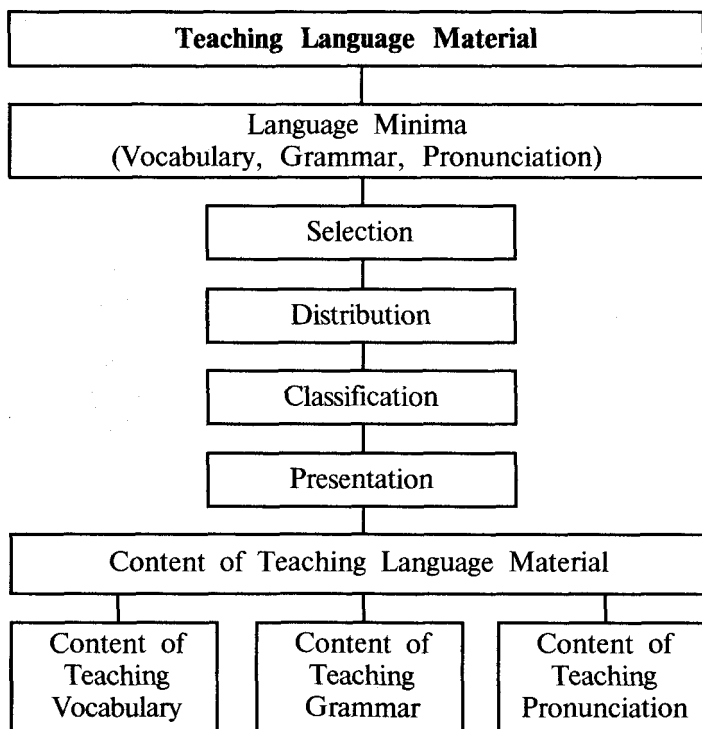 Teaching Language Material
Language Minima
(Vocabulary, Grammar, Pronunciation)
Selection
Distribution
Classification
Presentation
Content of Teaching Language Material
Content of
Teaching
Vocabulary
Content of
Teaching
Grammar
Content of
Teaching
Pronunciation